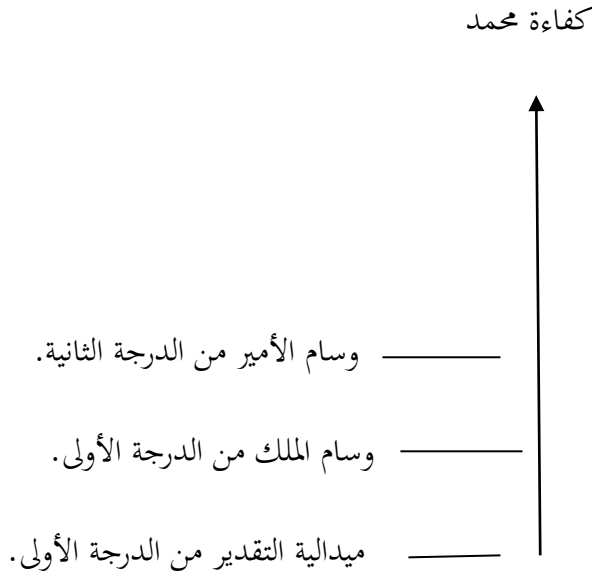 كفاءة محمد
وسام الأمير من الدرجة الثانية.
وسام الملك من الدرجة الأولى.
ميدالية التقدير من الدرجة الأولى.